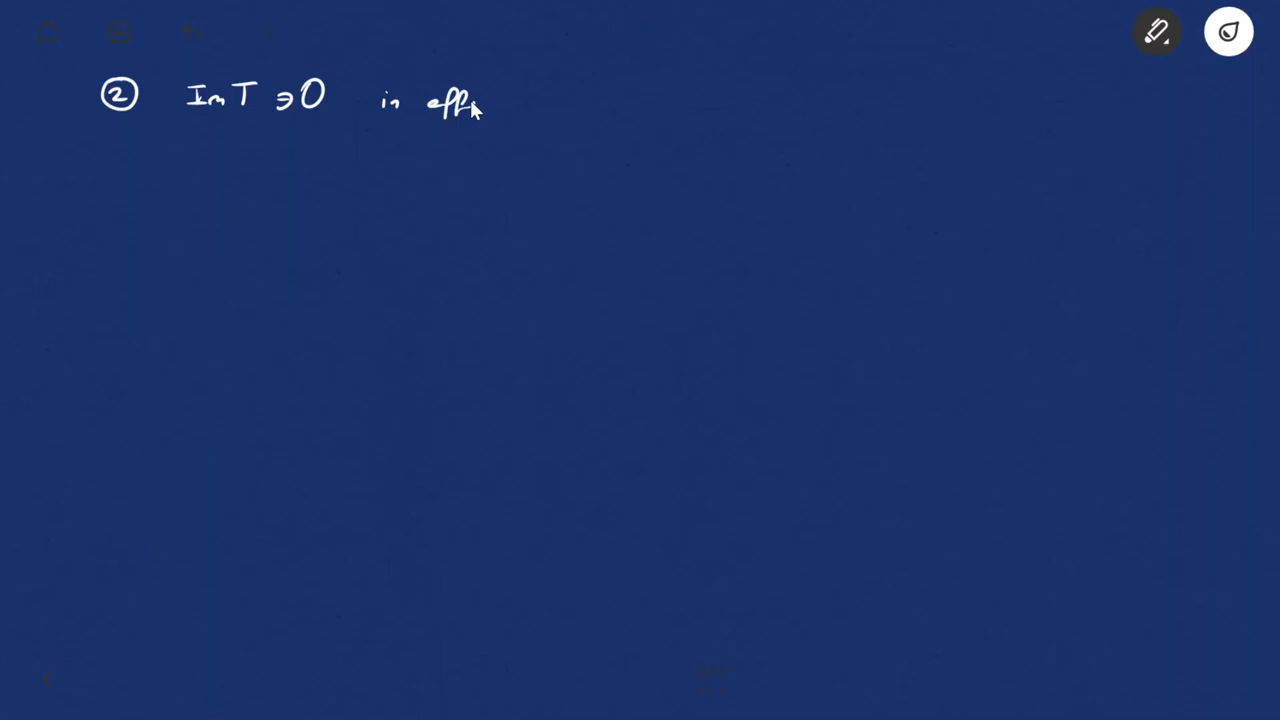 ② Im T ∋ 0 in eff